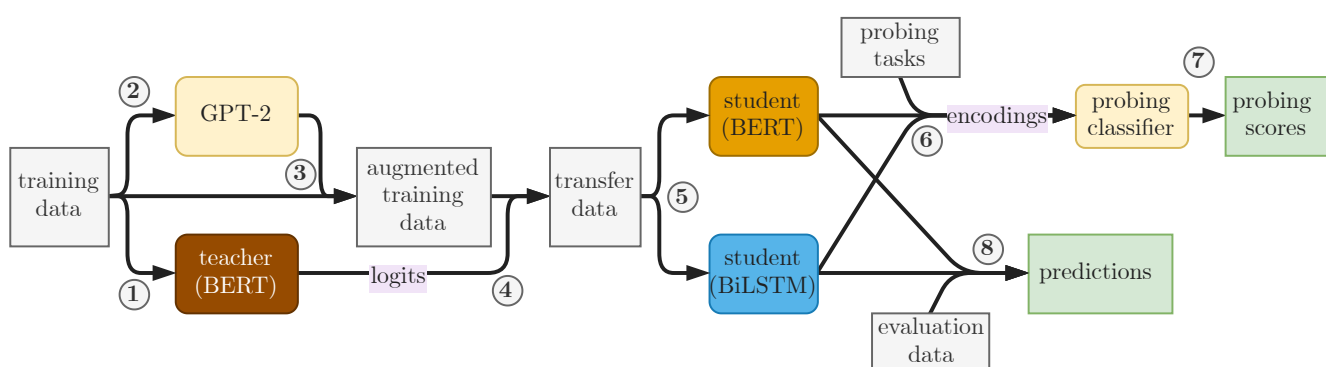 training
data
2
GPT-2
1
teacher
(BERT)
3
augmented
training
data
logits
4
transfer
data
5
student
(BERT)
student
(BiLSTM)
probing
tasks
6
encodings
probing
classifier
7
probing
scores
8
evaluation
data
predictions